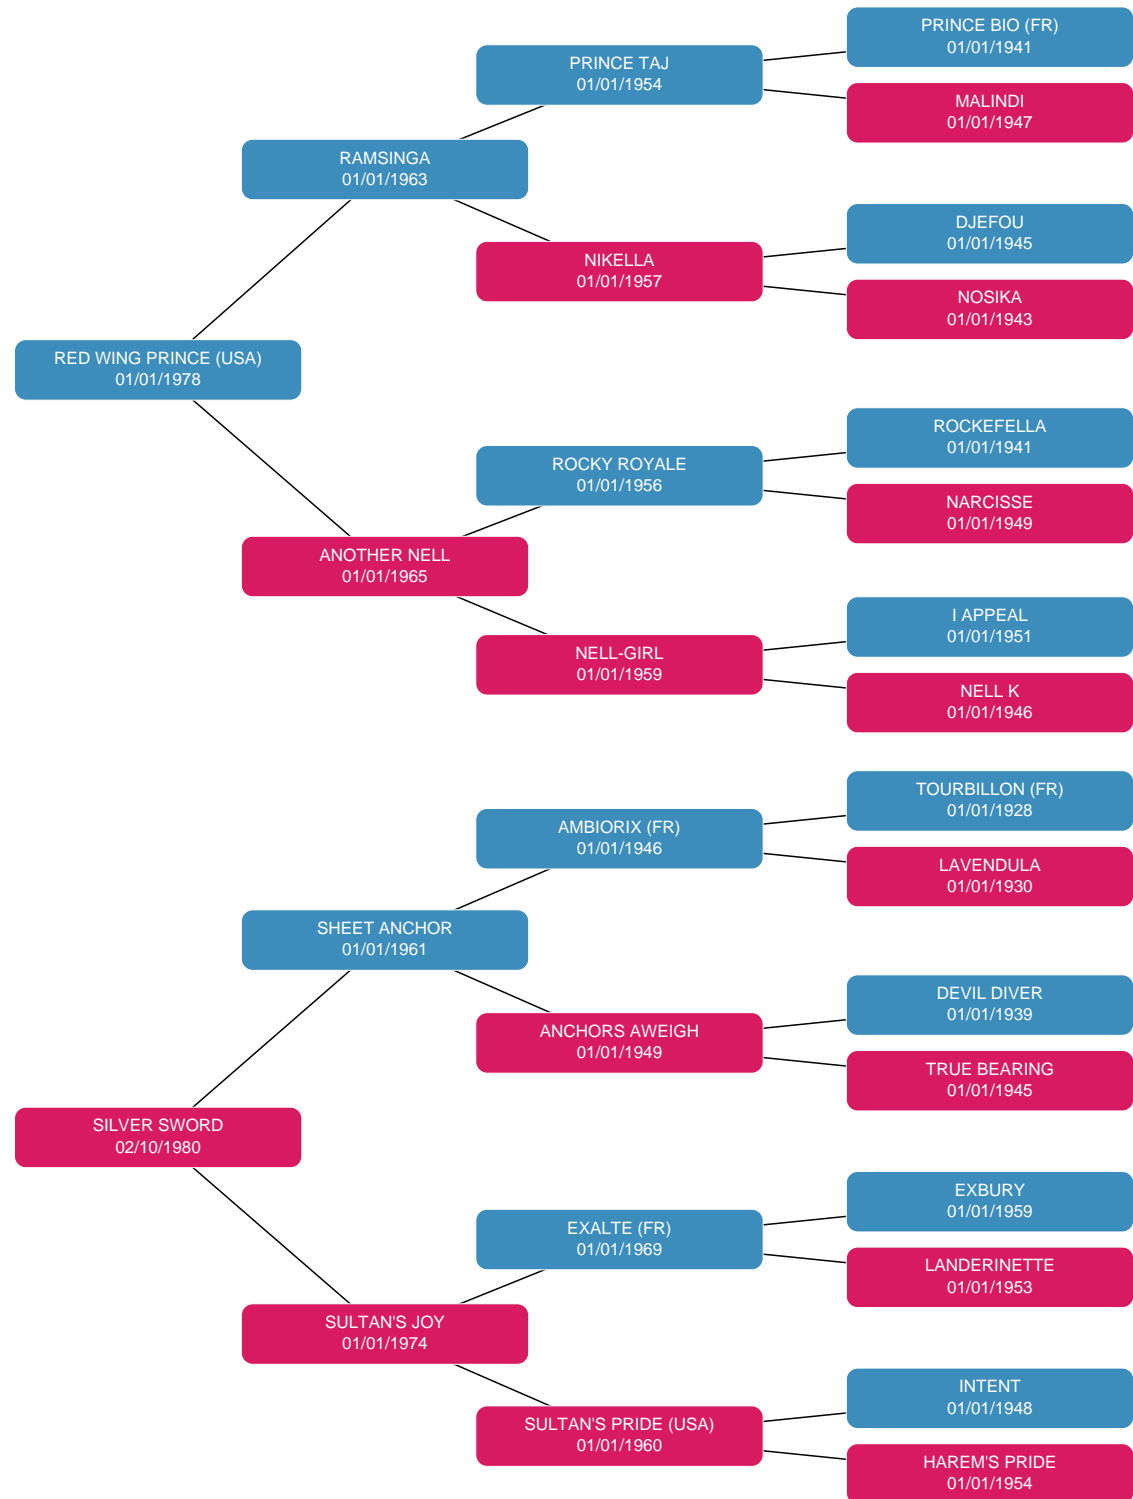 PRINCE BIO (FR)
01/01/1941
PRINCE TAJ
01/01/1954
MALINDI
01/01/1947
RAMSINGA
01/01/1963
DJEFOU
01/01/1945
NIKELLA
01/01/1957
NOSIKA
01/01/1943
RED WING PRINCE (USA)
01/01/1978
ROCKEFELLA
01/01/1941
ROCKY ROYALE
01/01/1956
NARCISSE
01/01/1949
ANOTHER NELL
01/01/1965
I APPEAL
01/01/1951
NELL-GIRL
01/01/1959
NELL K
01/01/1946
TOURBILLON (FR)
01/01/1928
AMBIORIX (FR)
01/01/1946
LAVENDULA
01/01/1930
SHEET ANCHOR
01/01/1961
DEVIL DIVER
01/01/1939
ANCHORS AWEIGH
01/01/1949
TRUE BEARING
01/01/1945
SILVER SWORD
02/10/1980
EXBURY
01/01/1959
EXALTE (FR)
01/01/1969
LANDERINETTE
01/01/1953
SULTAN'S JOY
01/01/1974
INTENT
01/01/1948
SULTAN'S PRIDE (USA)
01/01/1960
HAREM'S PRIDE
01/01/1954